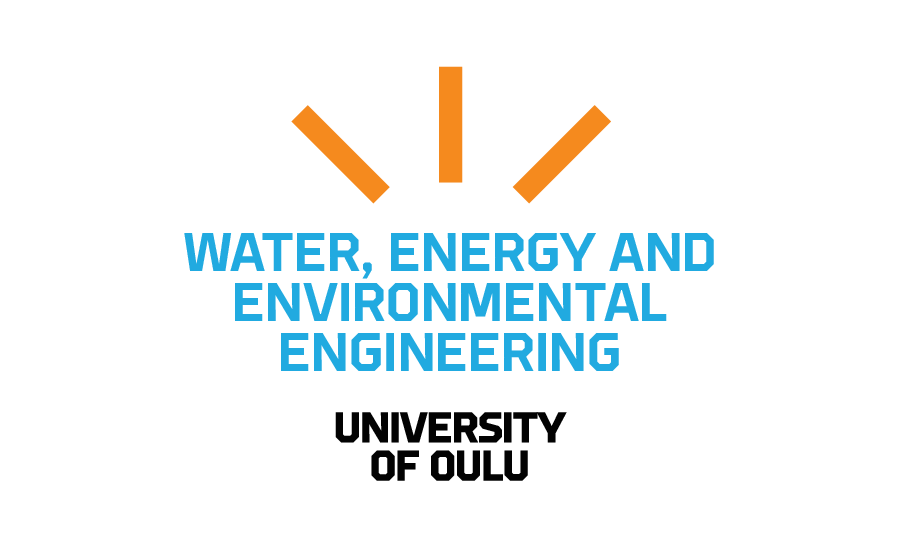 WATER, ENERGY AND
ENVIRONMENTAL
ENGINEERING
UNIVERSITY
OF OULU